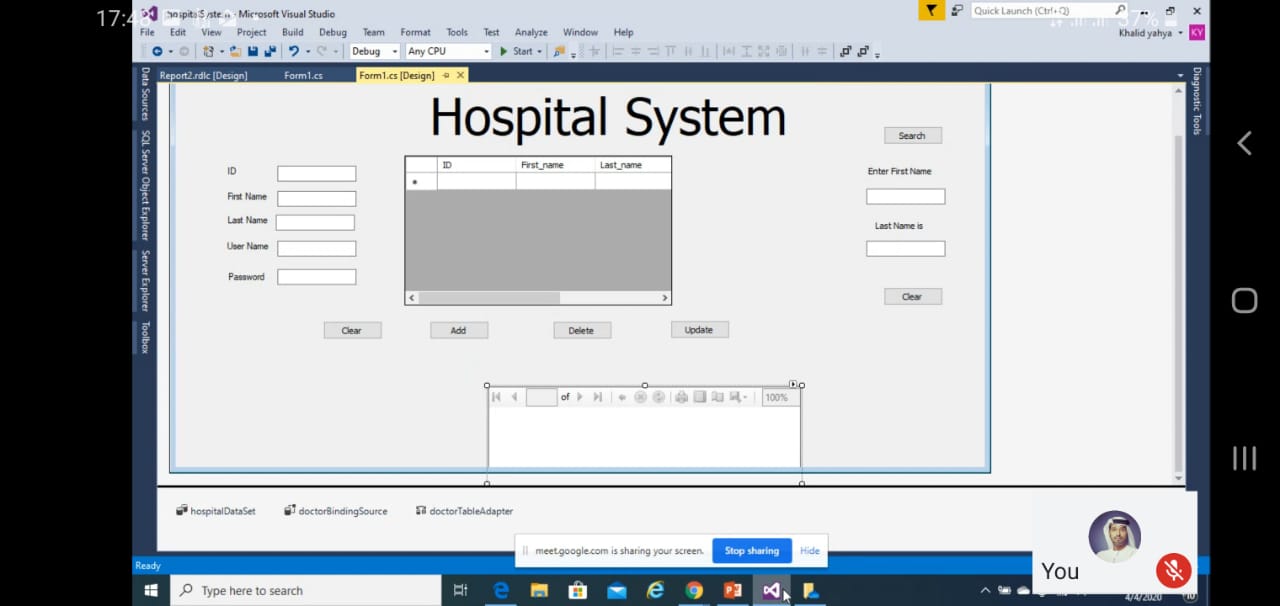 17:48
hospitalSystem - Microsoft Visual Studio
Quick Launch (Ctrl+Q)
37%
File Edit View Project Build Debug Team Format Tools Test Analyze Window Help
Khalid yahya
KY
Debug Any CPU Start
Report2.rdlc [Design] Form1.cs Form1.cs [Design]
Data Sources
SQL Server Object Explorer
Server Explorer
Toolbox
Diagnostic Tools
Hospital System
Search
ID
First Name
Last Name
User Name
Password
ID First_name Last_name
Enter First Name
Last Name is
Clear
Clear Add Delete Update
of 100%
hospitalDataSet doctorBindingSource doctorTableAdapter
meet.google.com is sharing your screen. Stop sharing Hide
You
Ready
Type here to search
4/4/2020